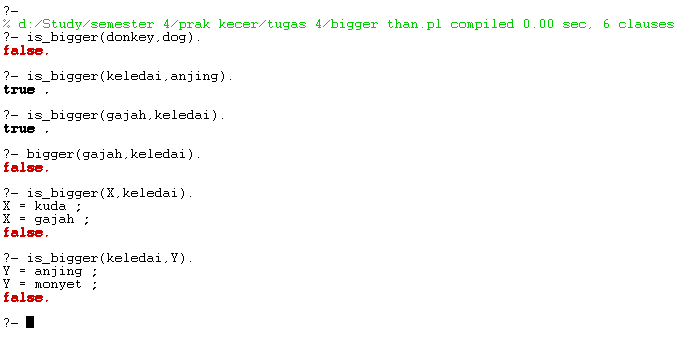 ?-
% d:/Study/semester 4/prak kecer/tugas 4/bigger than.pl compiled 0.00 sec, 6 clauses
?- is_bigger(donkey,dog).
false.
?- is_bigger(keledai,anjing).
true .
?- is_bigger(gajah,keledai).
true .
?- bigger(gajah,keledai).
false.
?- is_bigger(X,keledai).
X = kuda ;
X = gajah ;
false.
?- is_bigger(keledai,Y).
Y = anjing ;
Y = monyet ;
false.
?-